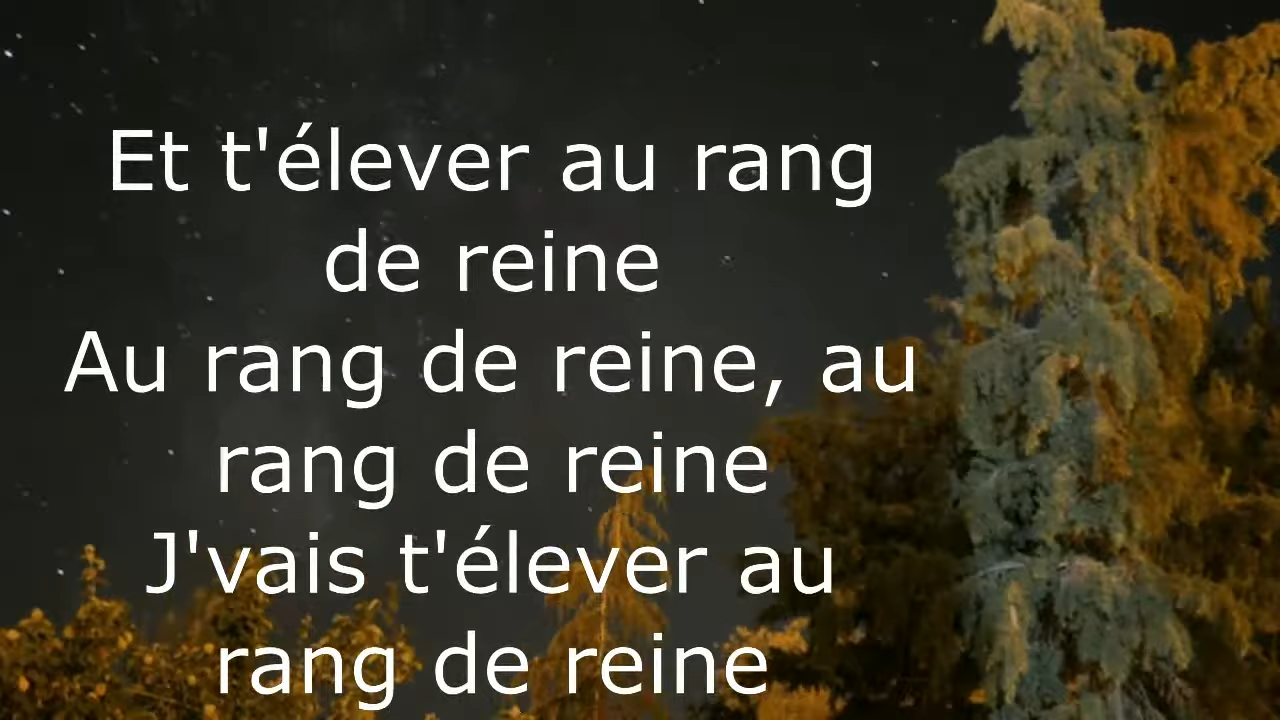 Et t'élever au rang
de reine
Au rang de reine, au
rang de reine
J'vais t'élever au
rang de reine